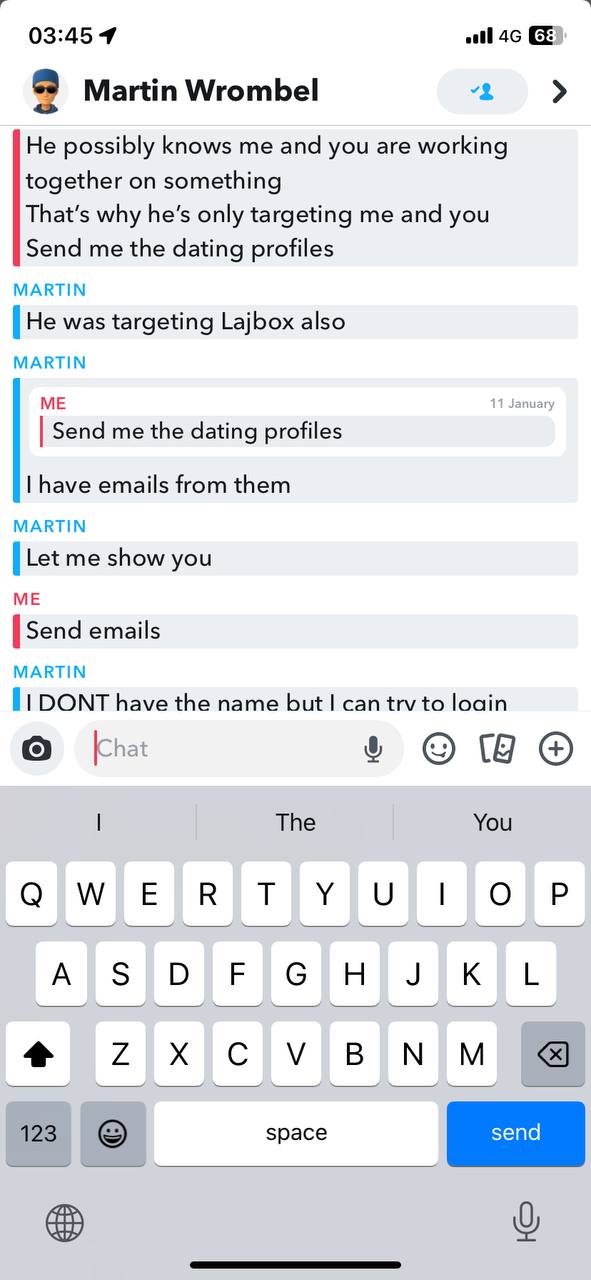 03:45
4G 68
Martin Wrombel
He possibly knows me and you are working
together on something
That's why he's only targeting me and you
Send me the dating profiles
MARTIN
He was targeting Lajbox also
MARTIN
ME 11 January
Send me the dating profiles
I have emails from them
MARTIN
Let me show you
ME
Send emails
MARTIN
I DONT have the name but I can try to login
Chat
I The You
Q W E R T Y U I O P
A S D F G H J K L
Z X C V B N M
123 space send